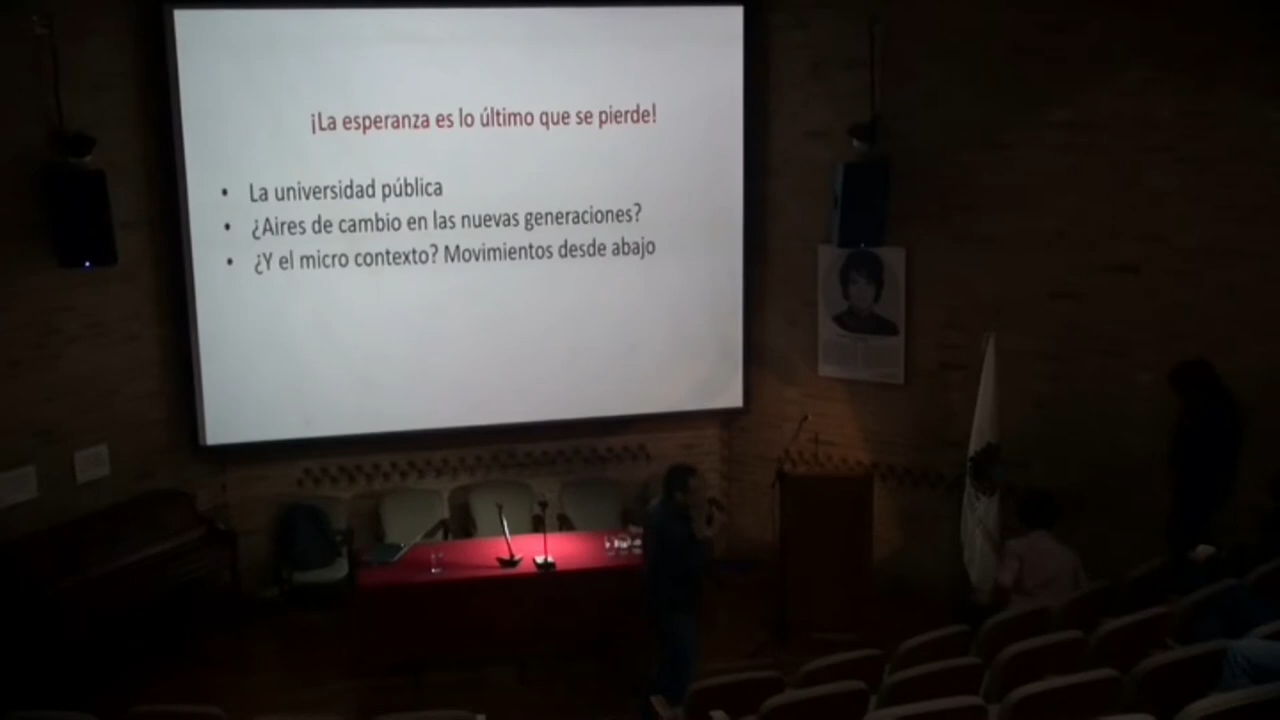 ¡La esperanza es lo último que se pierde!
• La universidad pública
• ¿Aires de cambio en las nuevas generaciones?
• ¿Y el micro contexto? Movimientos desde abajo